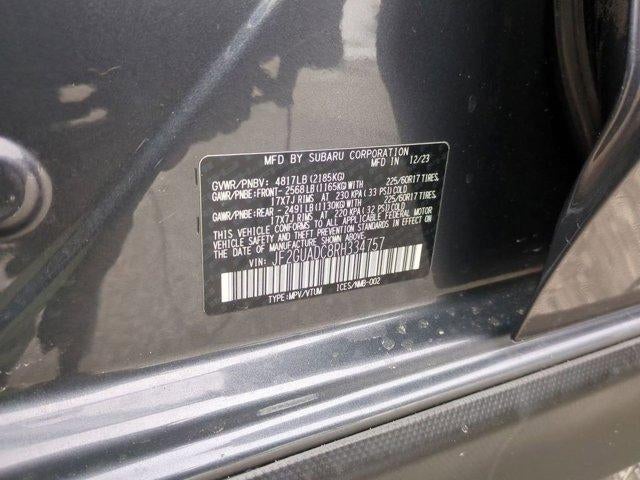 MFD BY SUBARU CORPORATION
MFD IN 12/23
GVWR/PNBV: 4817LB (2185KG)
GAWR/PNBE:FRONT- 2568LB(1165KG)WITH 225/60R17 TIRES,
17X7J RIMS AT 230 KPA ( 33 PSI)COLD
GAWR/PNBE:REAR - 2491LB(1130KG)WITH 225/60R17 TIRES,
17X7J RIMS AT 220 KPA ( 32 PSI)COLD
THIS VEHICLE CONFORMS TO ALL APPLICABLE FEDERAL MOTOR
VEHICLE SAFETY AND THEFT PREVENTION STANDARDS IN EFFECT ON
THE DATE OF MANUFACTURE SHOWN ABOVE.
VIN: JF2GUADC8RH334757
TYPE:MPV/VTUM ICES/NMB-002